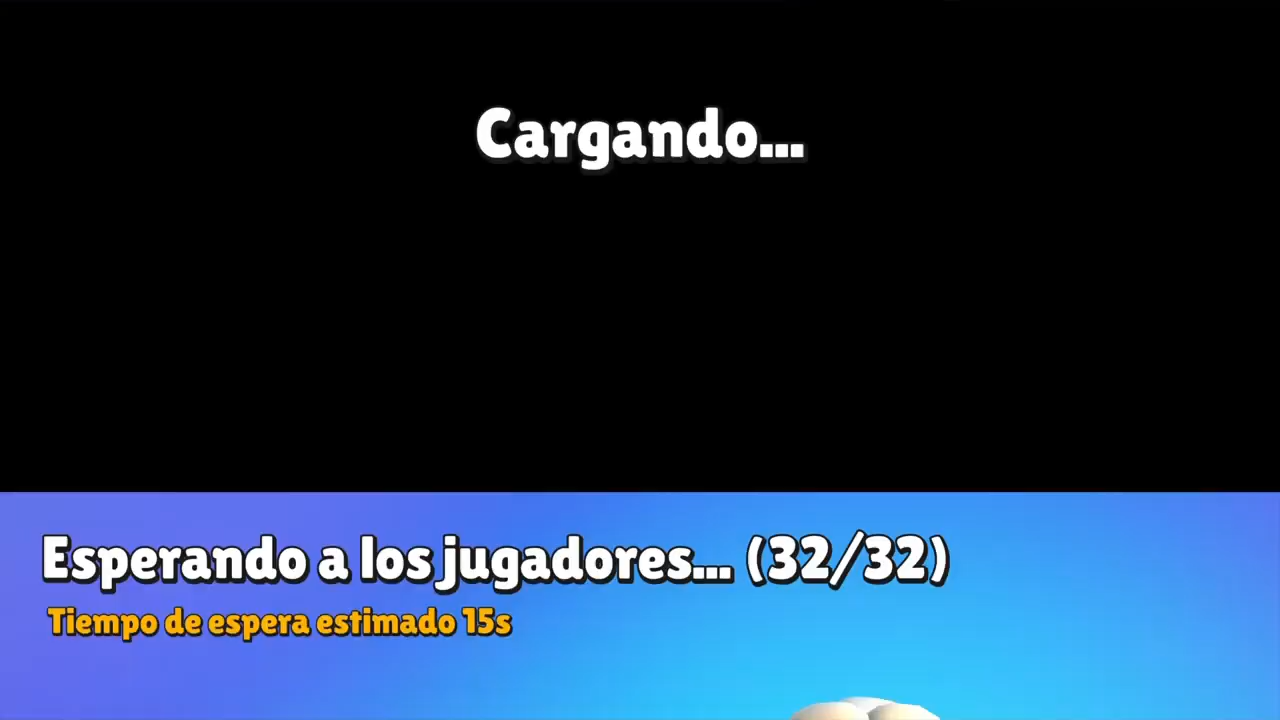 Cargando...
Esperando a los jugadores... (32/32)
Tiempo de espera estimado 15s